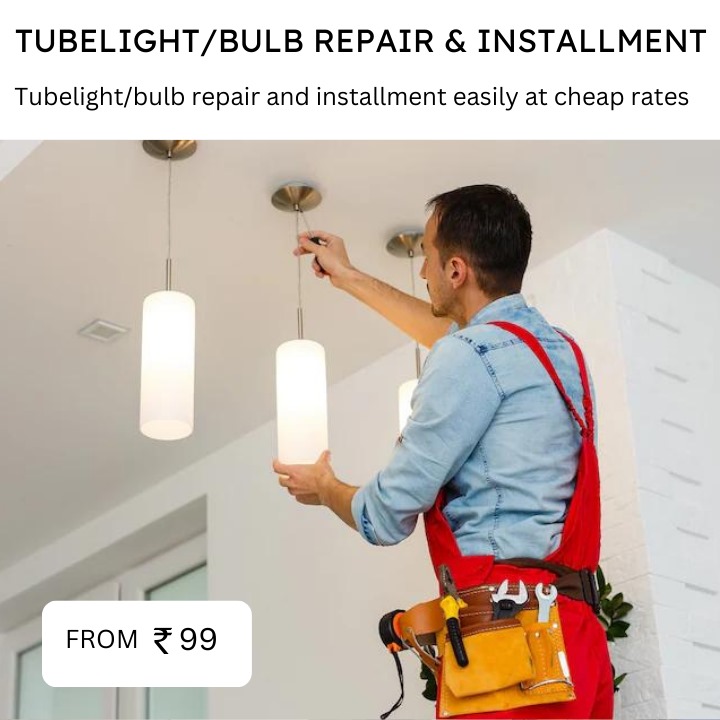 TUBELIGHT/BULB REPAIR & INSTALLMENT
Tubelight/bulb repair and installment easily at cheap rates
FROM ₹ 99